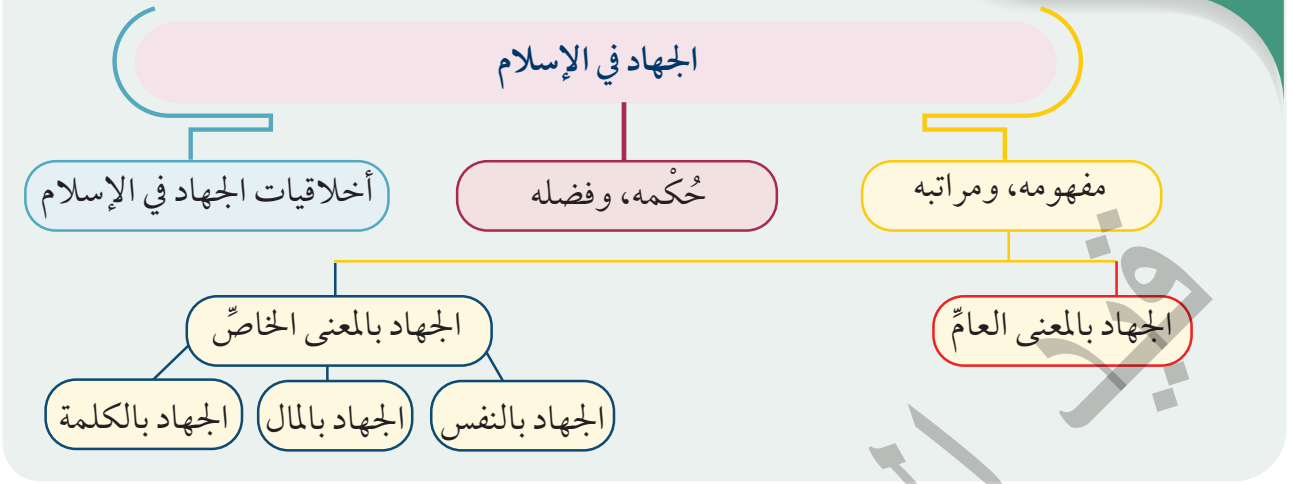 الجهاد في الإسلام
مفهومه، ومراتبه
حُكْمه، وفضله
أخلاقيات الجهاد في الإسلام
الجهاد بالمعنى العامِّ
الجهاد بالمعنى الخاصِّ
الجهاد بالنفس
الجهاد بالمال
الجهاد بالكلمة